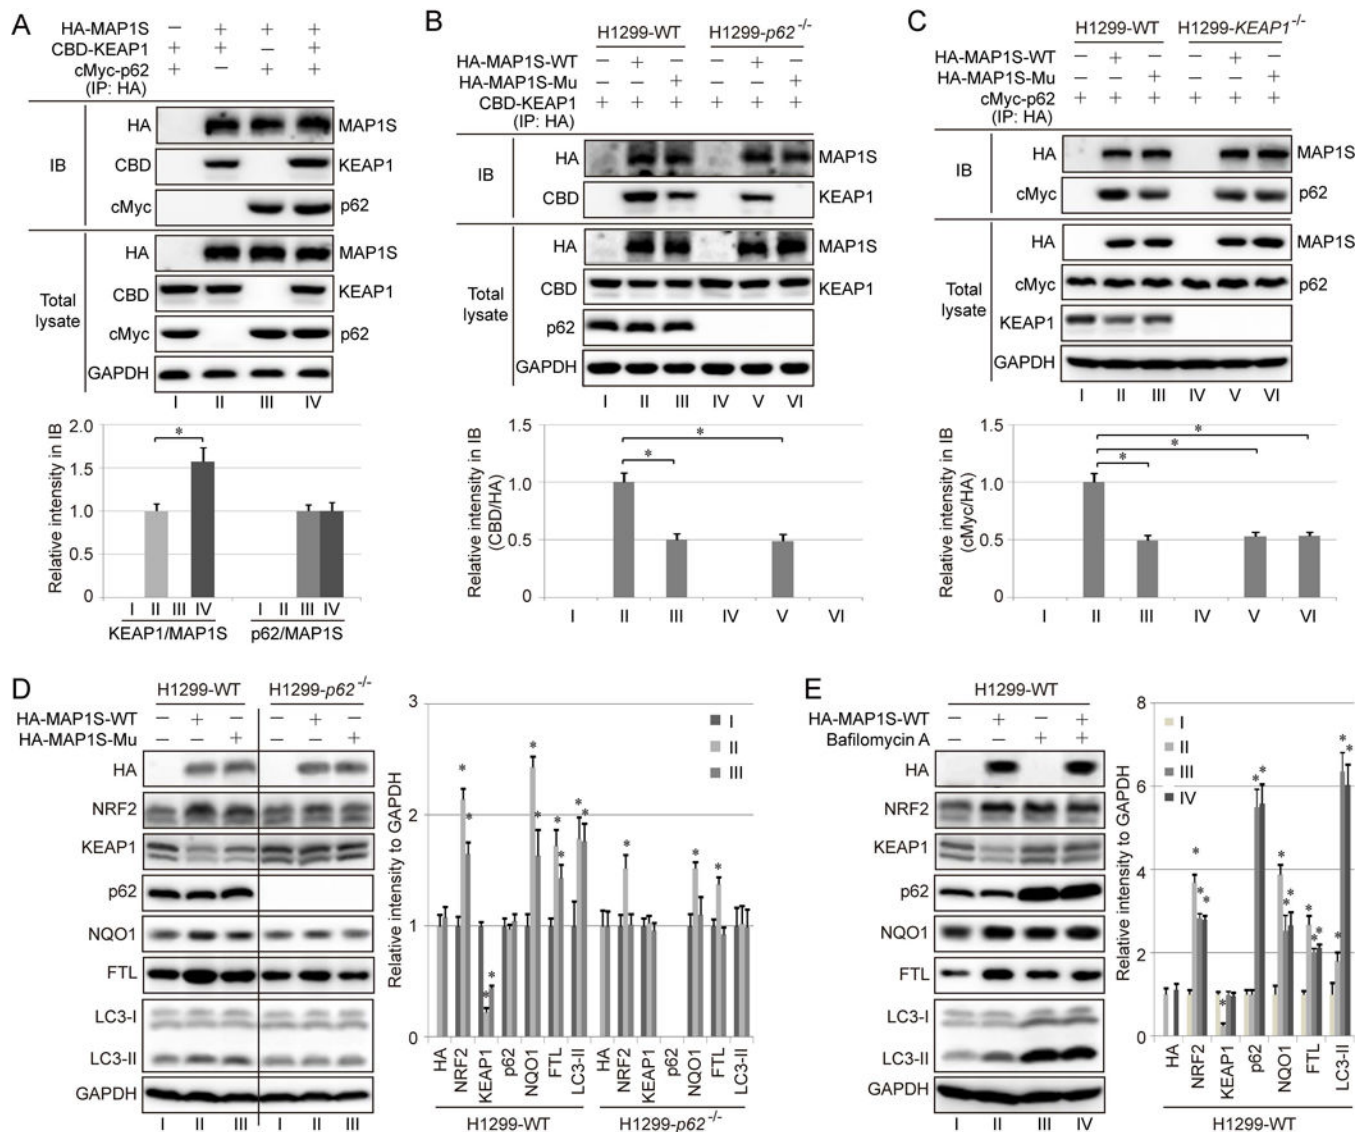 A
HA-MAP1S − + + +
CBD-KEAP1 + + − +
cMyc-p62 + − + +
(IP: HA)
IB
HA MAP1S
CBD KEAP1
cMyc p62
Total lysate
HA MAP1S
CBD KEAP1
cMyc p62
GAPDH
I II III IV
Relative intensity in IB
2.0
1.5
1.0
0.5
0
*
I II III IV I II III IV
KEAP1/MAP1S p62/MAP1S
B
H1299-WT H1299-p62-/-
HA-MAP1S-WT − + − − + −
HA-MAP1S-Mu − − + − − +
CBD-KEAP1 + + + + + +
(IP: HA)
IB
HA MAP1S
CBD KEAP1
Total lysate
HA MAP1S
CBD KEAP1
p62
GAPDH
I II III IV V VI
Relative intensity in IB
(CBD/HA)
1.5
1.0
0.5
0
* *
I II III IV V VI
C
H1299-WT H1299-KEAP1-/-
HA-MAP1S-WT − + − − + −
HA-MAP1S-Mu − − + − − +
cMyc-p62 + + + + + +
(IP: HA)
IB
HA MAP1S
cMyc p62
Total lysate
HA MAP1S
cMyc p62
KEAP1
GAPDH
I II III IV V VI
Relative intensity in IB
(cMyc/HA)
1.5
1.0
0.5
0
* * *
I II III IV V VI
D
H1299-WT H1299-p62-/-
HA-MAP1S-WT − + − − + −
HA-MAP1S-Mu − − + − − +
HA
NRF2
KEAP1
p62
NQO1
FTL
LC3-I
LC3-II
GAPDH
I II III I II III
Relative intensity to GAPDH
3
2
1
0
I
II
III
* * * * * * * * * * * * *
HA NRF2 KEAP1 p62 NQO1 FTL LC3-II HA NRF2 KEAP1 p62 NQO1 FTL LC3-II
H1299-WT H1299-p62-/-
E
H1299-WT
HA-MAP1S-WT − + − +
Bafilomycin A − − + +
HA
NRF2
KEAP1
p62
NQO1
FTL
LC3-I
LC3-II
GAPDH
I II III IV
Relative intensity to GAPDH
8
6
4
2
0
I
II
III
IV
* * * * * * * * * * * * * * *
HA NRF2 KEAP1 p62 NQO1 FTL LC3-II
H1299-WT